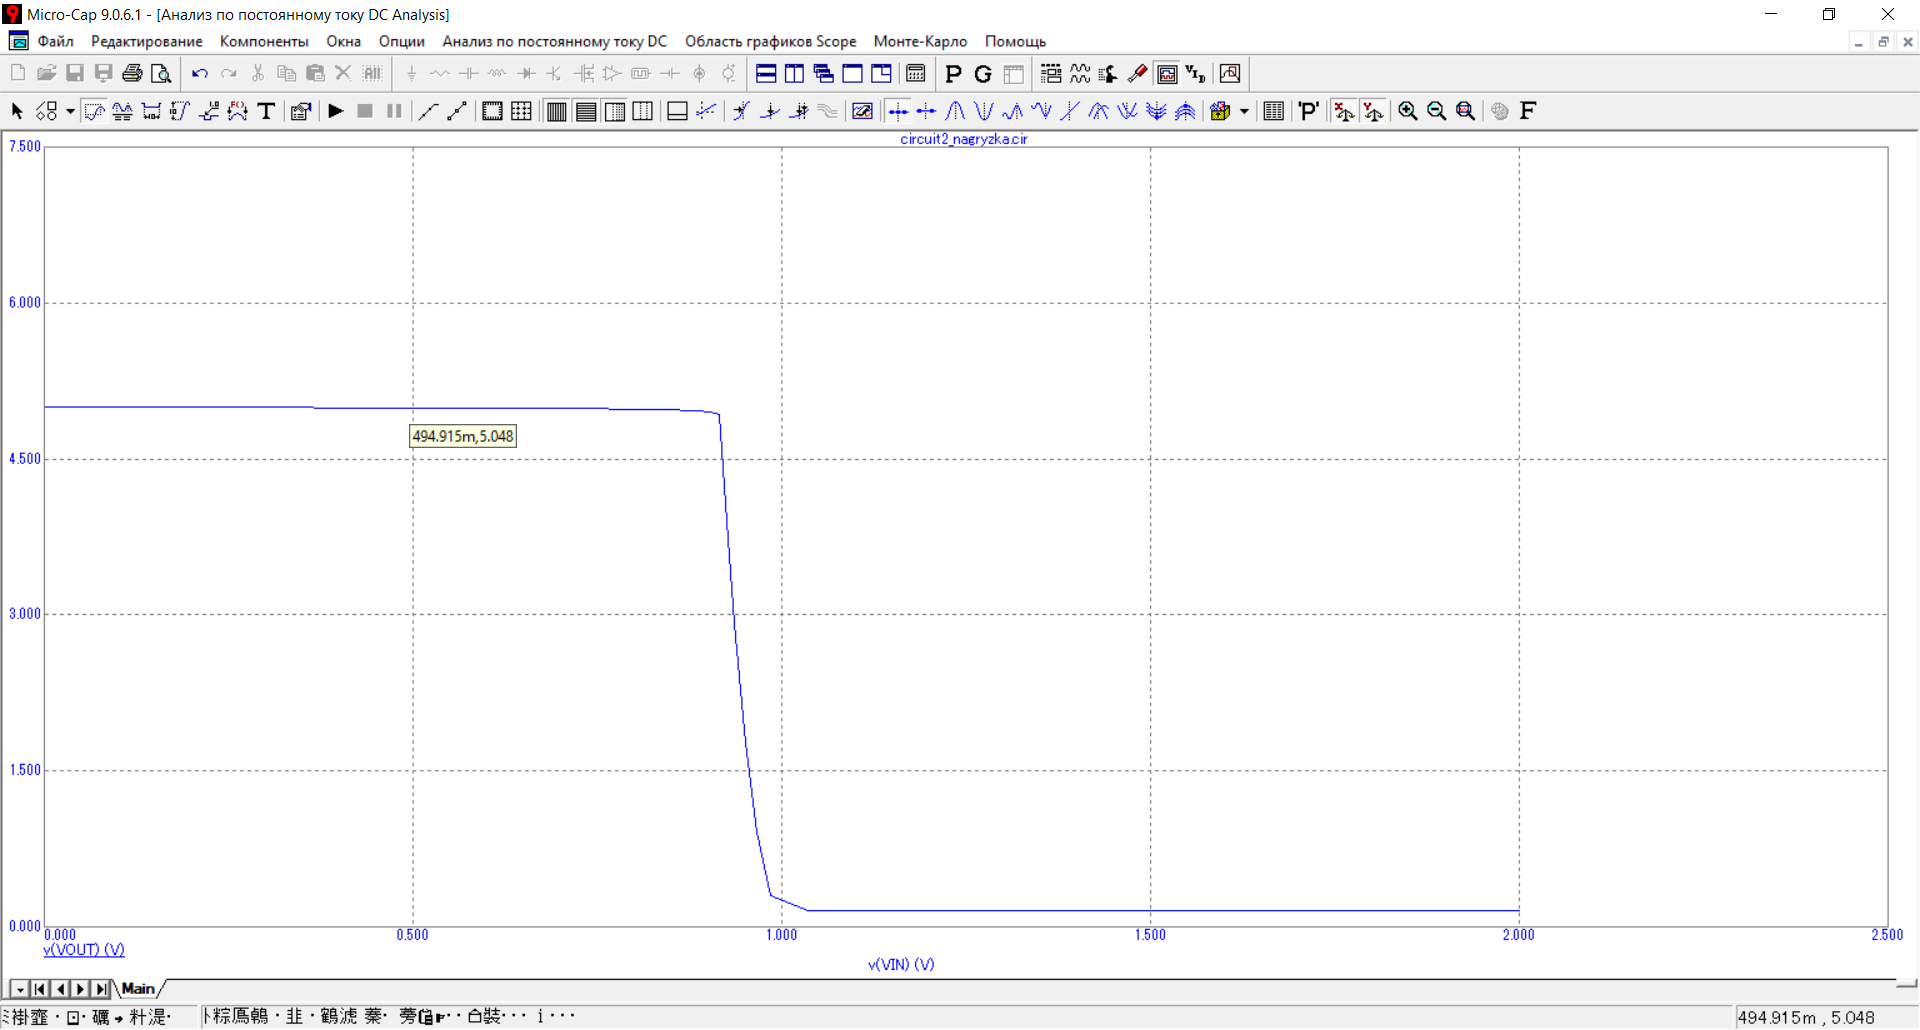 Micro-Cap 9.0.6.1 - [Анализ по постоянному току DC Analysis]
Файл Редактирование Компоненты Окна Опции Анализ по постоянному току DC Область графиков Scope Монте-Карло Помощь
circuit2_nagryzka.cir
7.500
6.000
494.915m,5.048
4.500
3.000
1.500
0.000
0.000 0.500 1.000 1.500 2.000 2.500
v(VOUT) (V)
v(VIN) (V)
Main
494.915m , 5.048